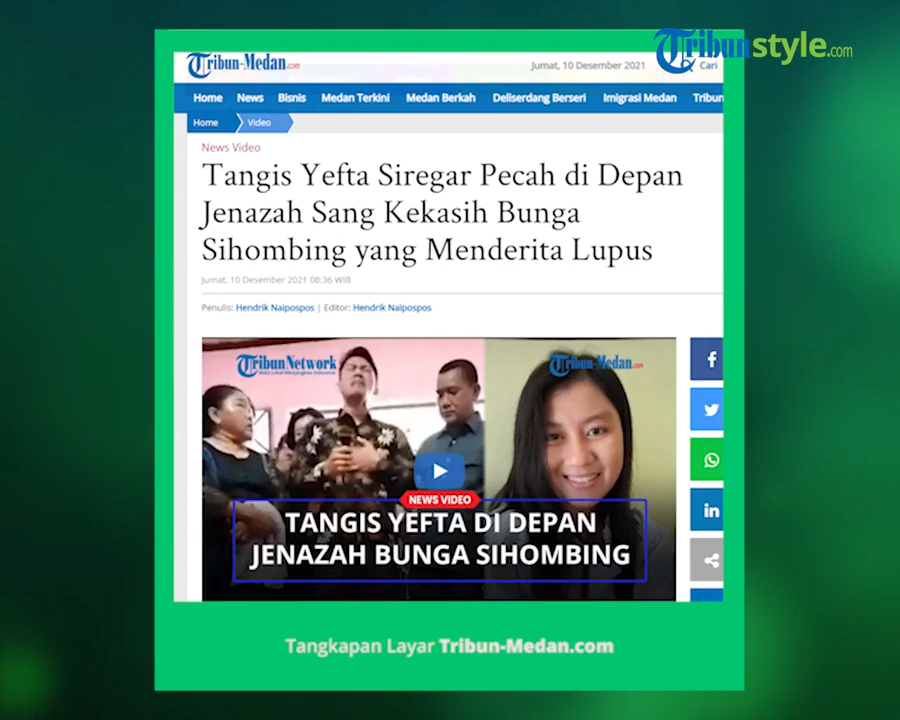 Tribunstyle.com
Tribun-Medan.com
Jumat, 10 Desember 2021
Cari
Home News Bisnis Medan Terkini Medan Berkah Deliserdang Berseri Imigrasi Medan Tribun
Home Video
News Video
Tangis Yefta Siregar Pecah di Depan
Jenazah Sang Kekasih Bunga
Sihombing yang Menderita Lupus
Jumat, 10 Desember 2021 08:36 WIB
Penulis: Hendrik Naipospos | Editor: Hendrik Naipospos
Tribun Network
Tribun-Medan.com
NEWS VIDEO
TANGIS YEFTA DI DEPAN
JENAZAH BUNGA SIHOMBING
Tangkapan Layar Tribun-Medan.com